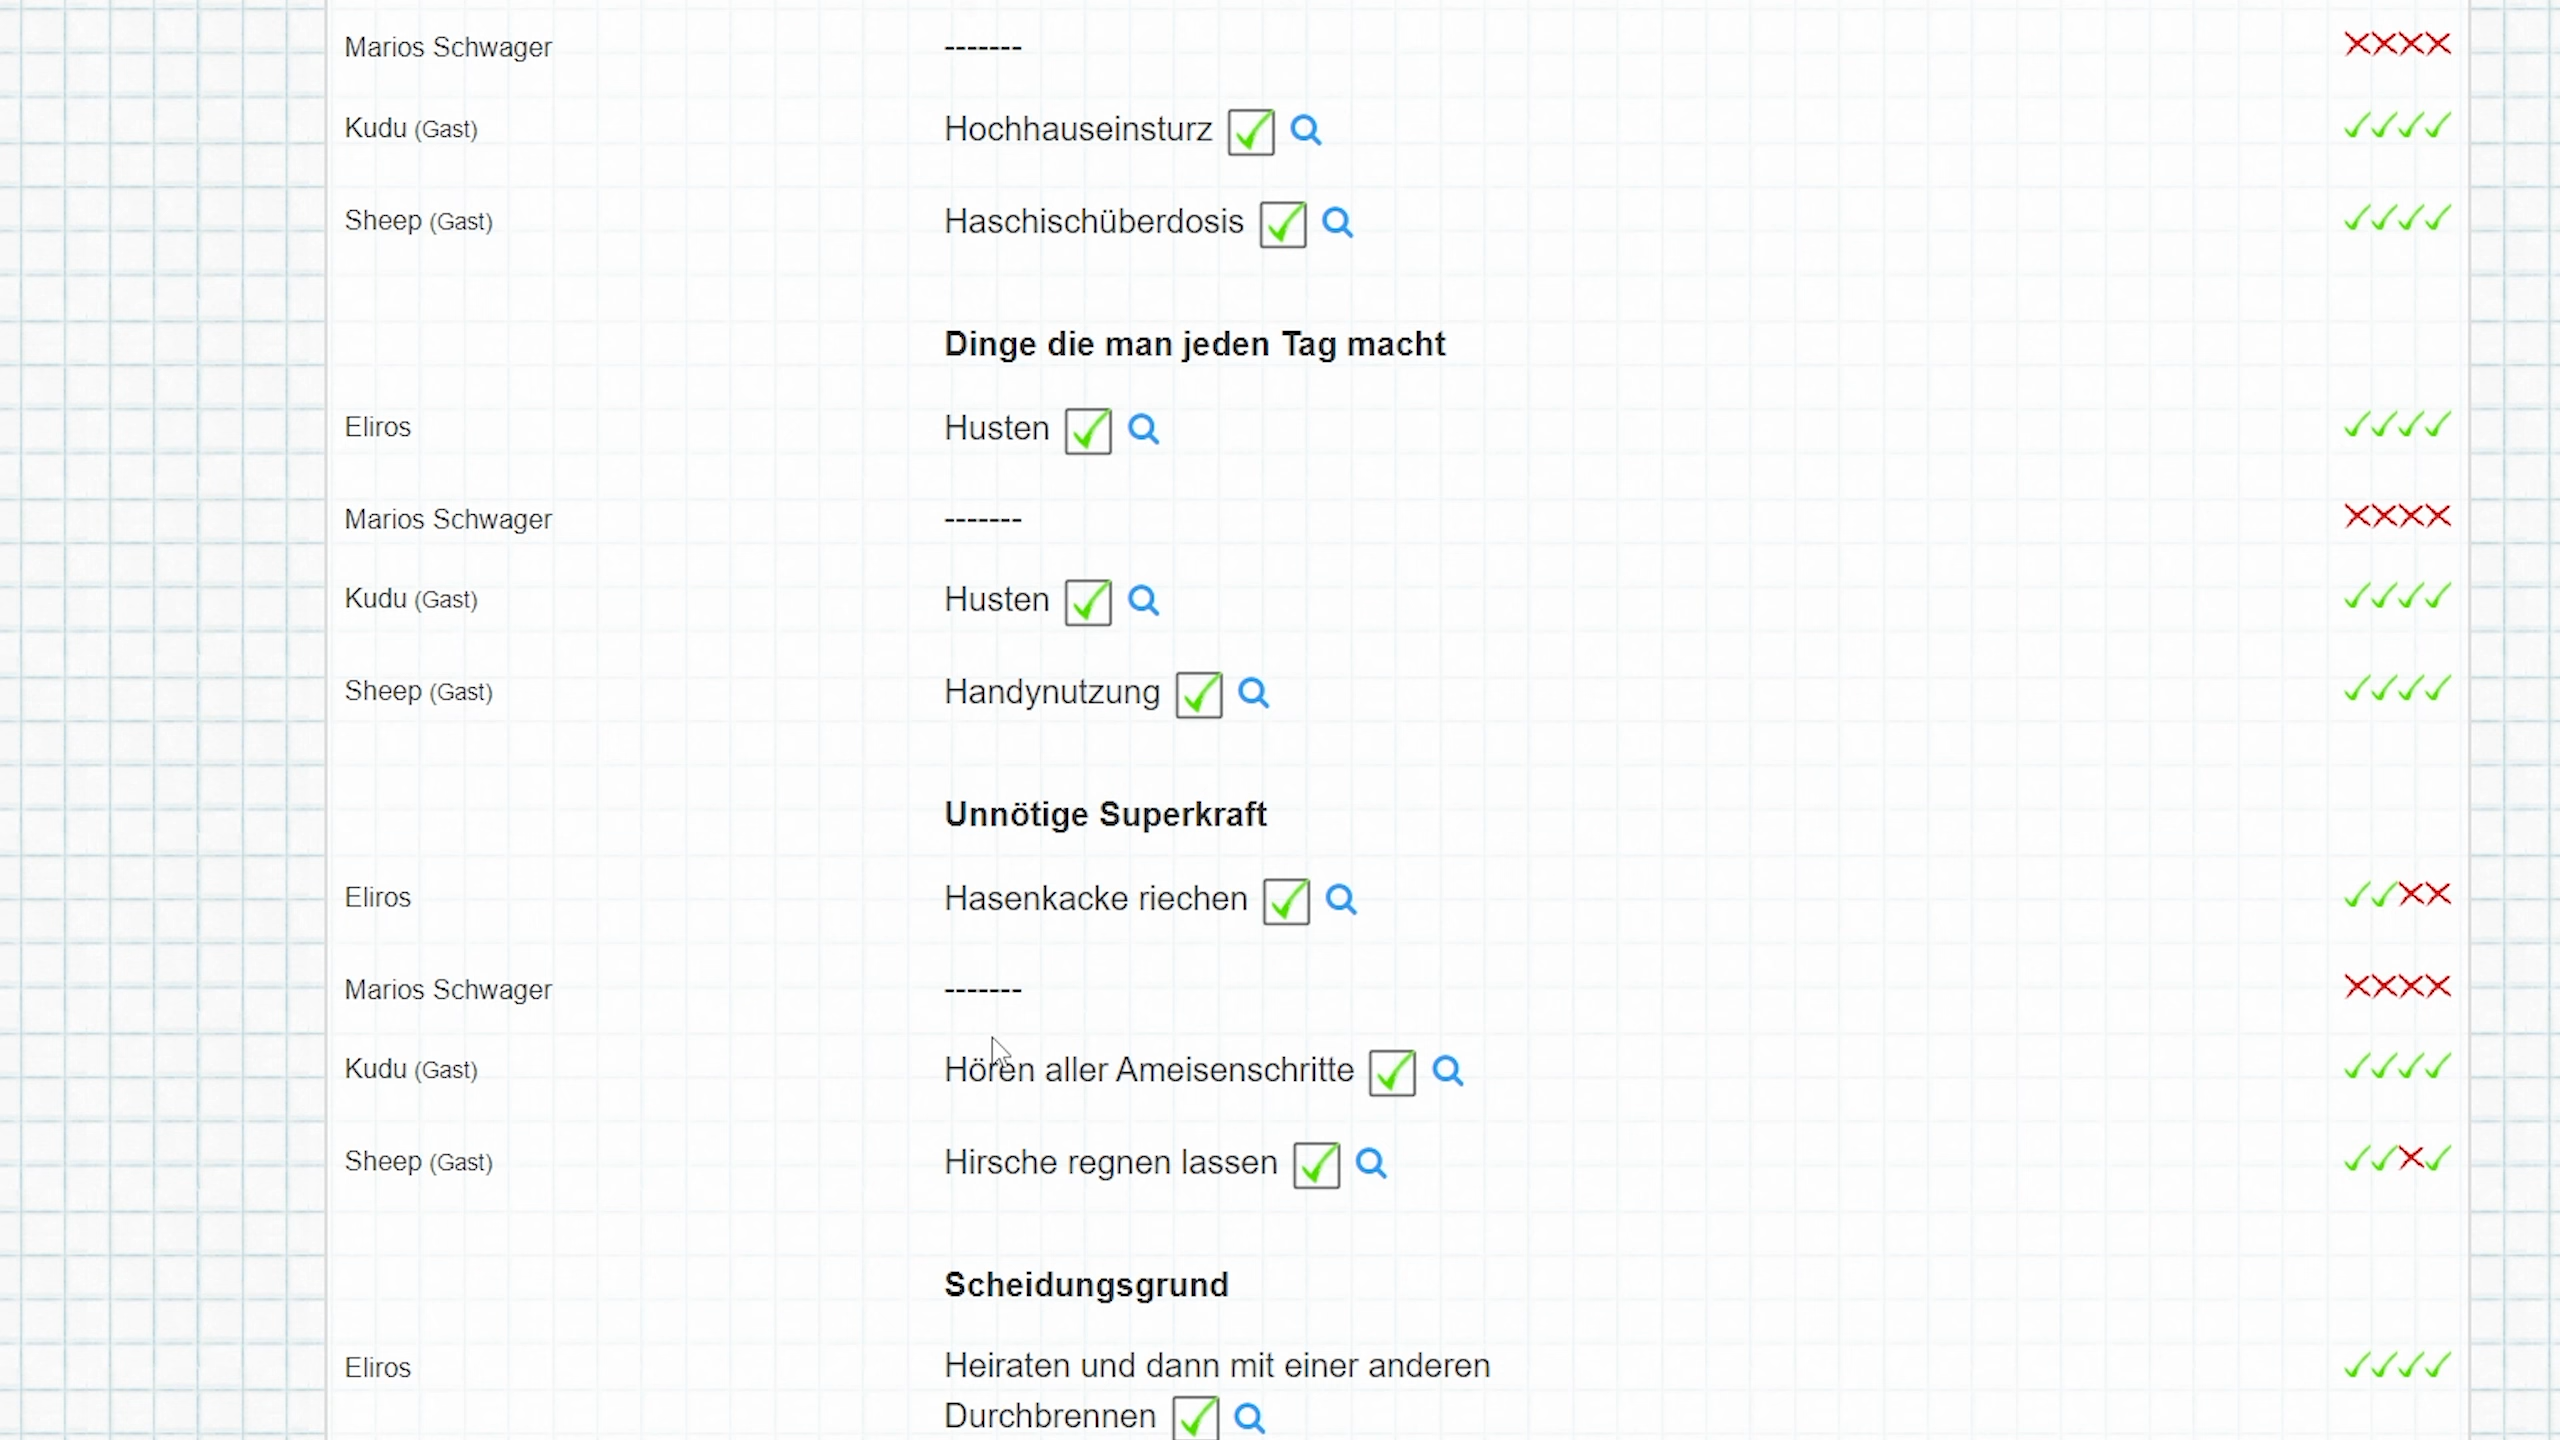 Marios Schwager -------
Kudu (Gast) Hochhauseinsturz
Sheep (Gast) Haschischüberdosis
Dinge die man jeden Tag macht
Eliros Husten
Marios Schwager -------
Kudu (Gast) Husten
Sheep (Gast) Handynutzung
Unnötige Superkraft
Eliros Hasenkacke riechen
Marios Schwager -------
Kudu (Gast) Hören aller Ameisenschritte
Sheep (Gast) Hirsche regnen lassen
Scheidungsgrund
Eliros Heiraten und dann mit einer anderen
Durchbrennen